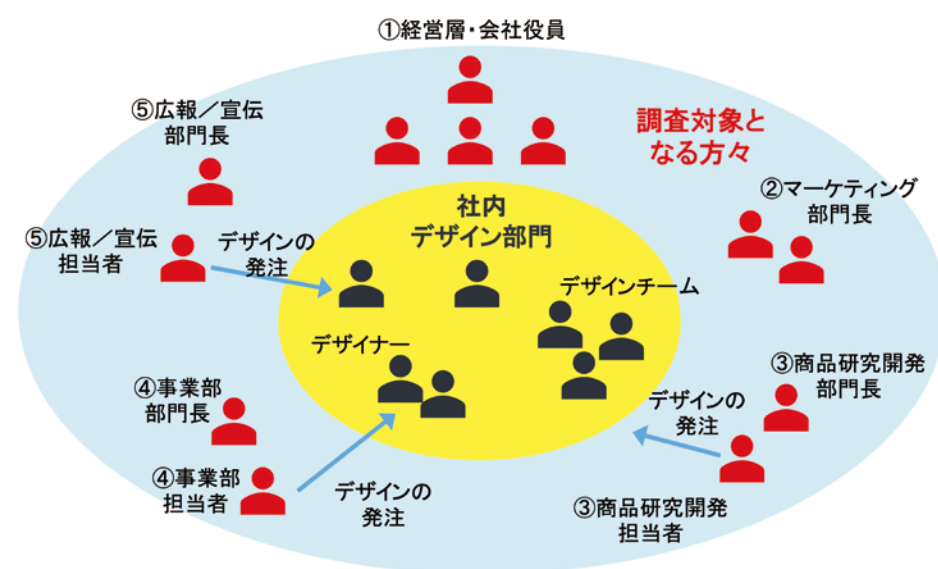 ①経営層・会社役員
⑤広報／宣伝
部門長
調査対象と
なる方々
②マーケティング
部門長
社内
デザイン部門
⑤広報／宣伝
担当者
デザインの
発注
デザインチーム
デザイナー
③商品研究開発
部門長
④事業部
部門長
デザインの
発注
④事業部
担当者
デザインの
発注
③商品研究開発
担当者